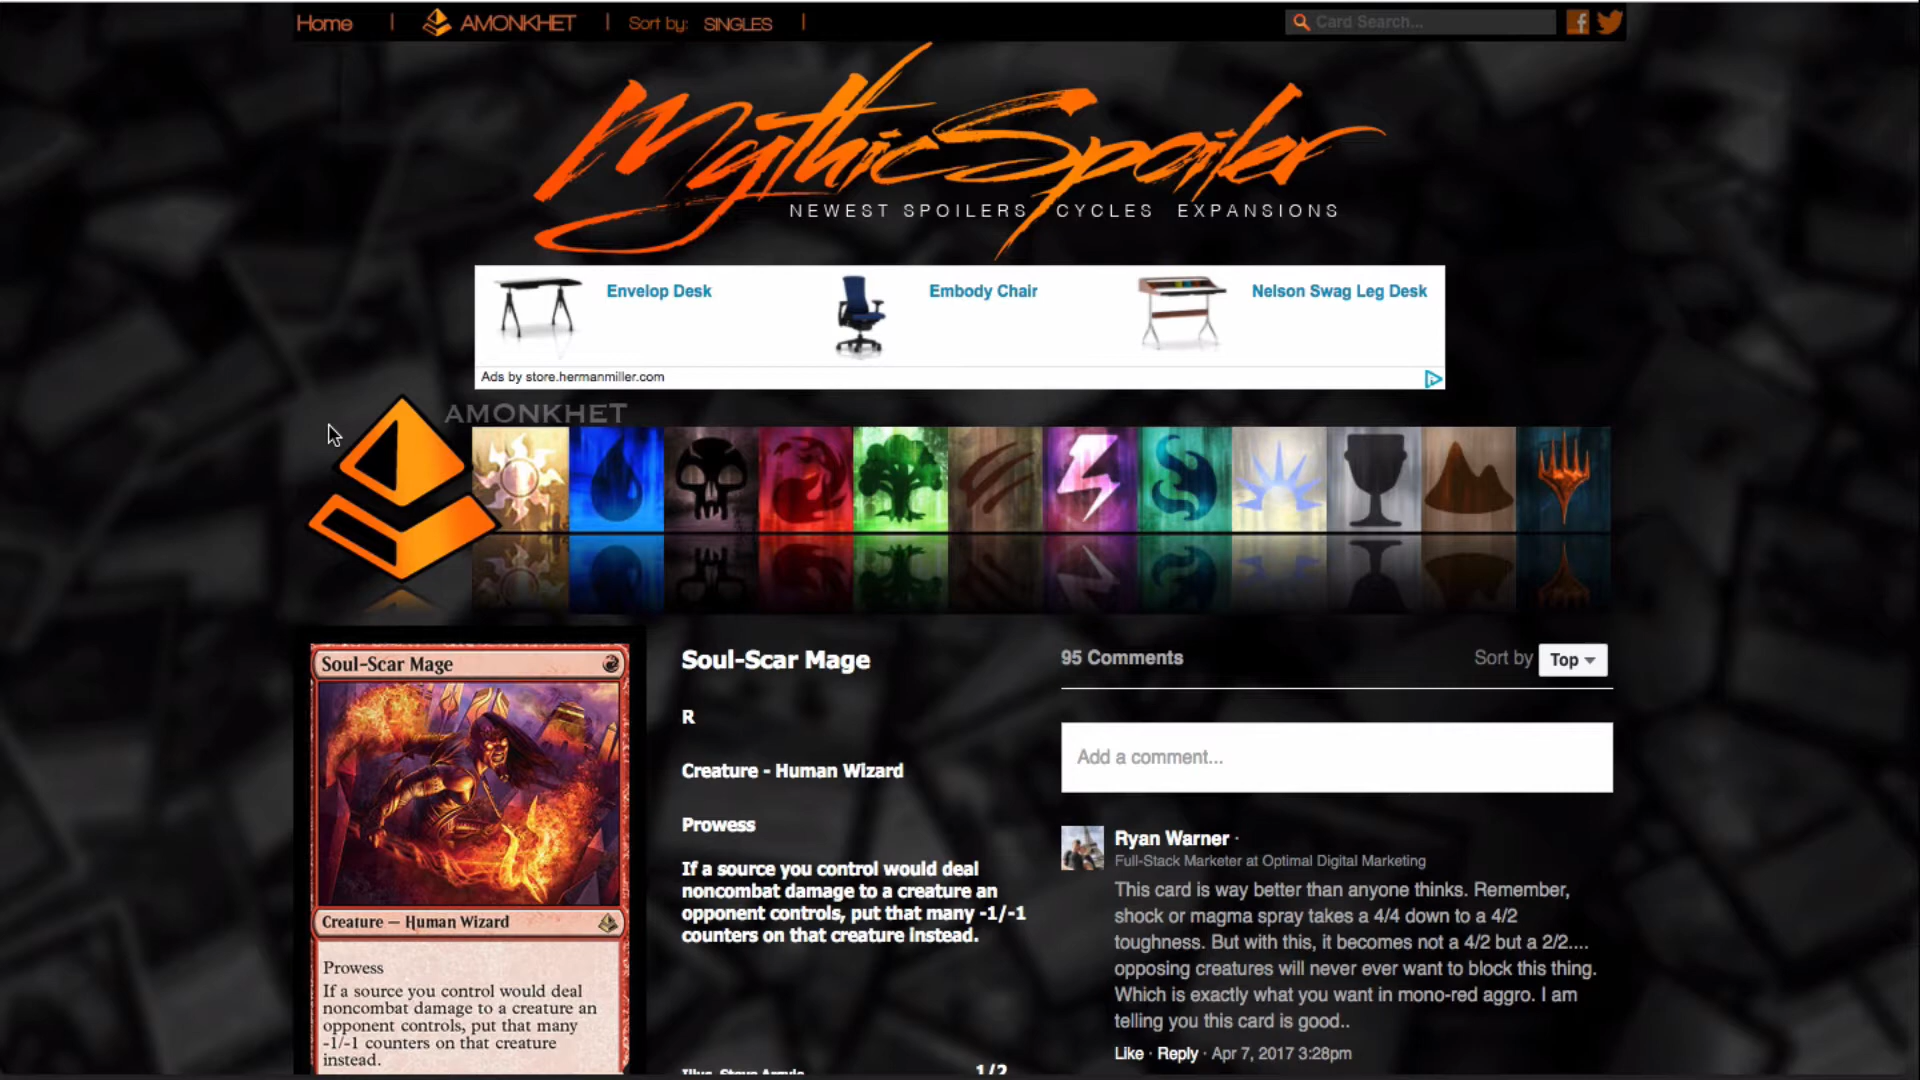 Home | AMONKHET | Sort by: SINGLES |
Card Search...
MythicSpoiler
NEWEST SPOILERS CYCLES EXPANSIONS
Envelop Desk
Embody Chair
Nelson Swag Leg Desk
Ads by store.hermanmiller.com
AMONKHET
Soul-Scar Mage
Creature — Human Wizard
Prowess
If a source you control would deal
noncombat damage to a creature an
opponent controls, put that many
-1/-1 counters on that creature
instead.
Soul-Scar Mage
R
Creature - Human Wizard
Prowess
If a source you control would deal
noncombat damage to a creature an
opponent controls, put that many -1/-1
counters on that creature instead.
Illus. Steve Argyle 1/2
95 Comments
Sort by Top
Add a comment...
Ryan Warner ·
Full-Stack Marketer at Optimal Digital Marketing
This card is way better than anyone thinks. Remember,
shock or magma spray takes a 4/4 down to a 4/2
toughness. But with this, it becomes not a 4/2 but a 2/2....
opposing creatures will never ever want to block this thing.
Which is exactly what you want in mono-red aggro. I am
telling you this card is good..
Like · Reply · Apr 7, 2017 3:28pm